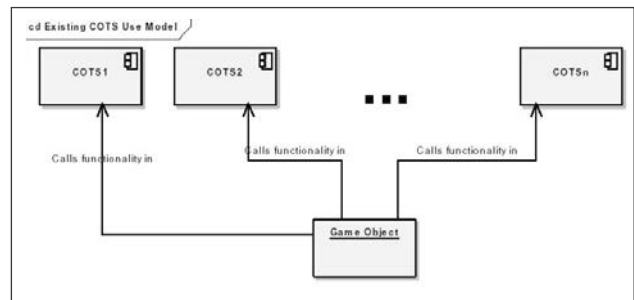 cd Existing COTS Use Model
COTS1
COTS2
...
COTSn
Calls functionality in
Calls functionality in
Calls functionality in
Game Object